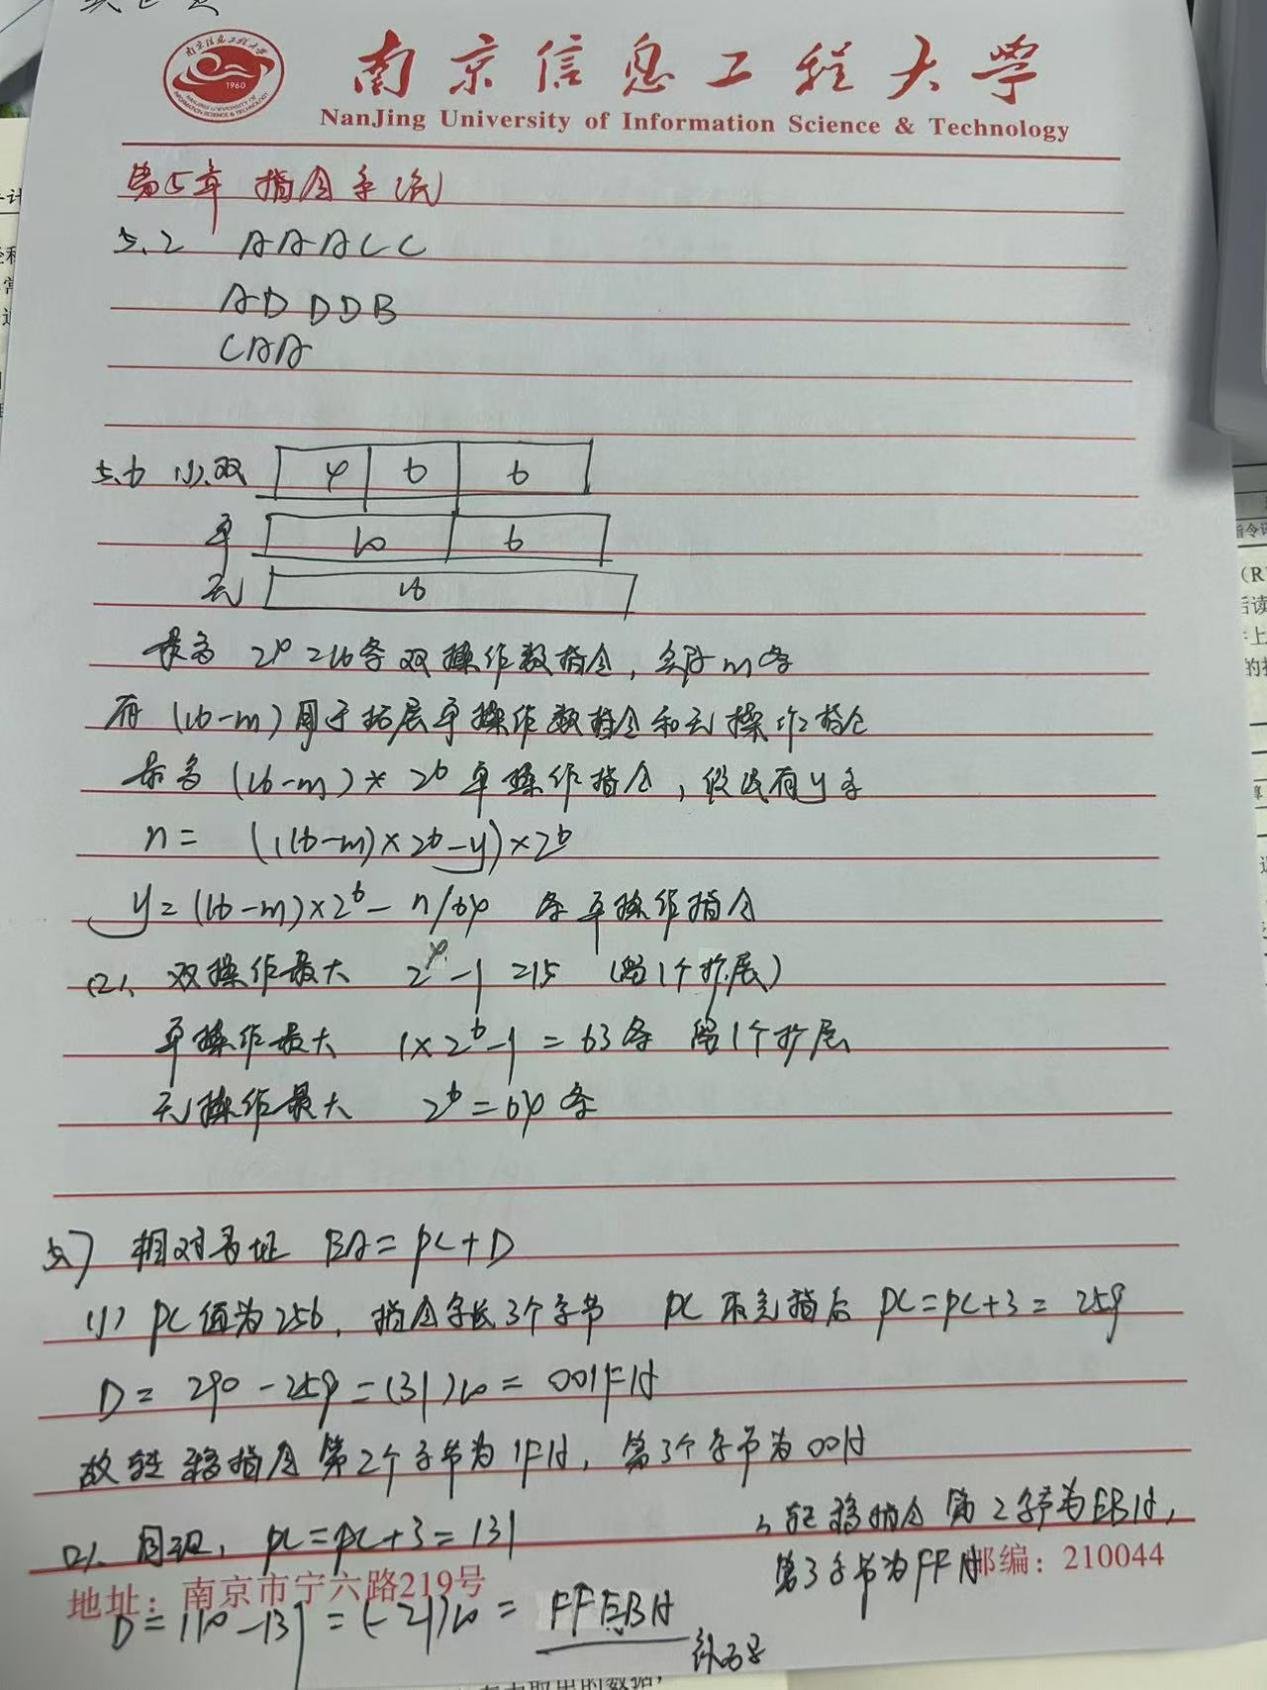 南京信息工程大学
NanJing University of Information Science & Technology
1960
第5章 指令系统
5.2 AAACC
ADDDB
CAA
5.6 (1).双 4 6 6
单 10 6
无 16
最多 2⁴=16条双操作数指令,实际m条
有(16-m)用于拓展单操作数指令和无操作指令
最多(16-m)*2⁶单操作指令,假设有y条
n= ((16-m)×2⁶-y)×2⁶
y=(16-m)×2⁶-n/64 条单操作指令
(2). 双操作最大 2⁴-1=15 (留1个扩展)
单操作最大 1×2⁶-1=63条 留1个扩展
无操作最大 2⁶=64条
5.7 相对寻址 EA=PC+D
(1) PC值为256,指令字长3个字节 PC取完指后 PC=PC+3=259
D=290-259=(31)₁₀=001FH
故转移指令第2个字节为1FH,第3个字节为00H
(2). 同理,PC=PC+3=131
D=110-131=(-21)₁₀=FFEBH
补码
∴转移指令第2字节为EBH,
第3字节为FFH
地址:南京市宁六路219号
邮编:210044